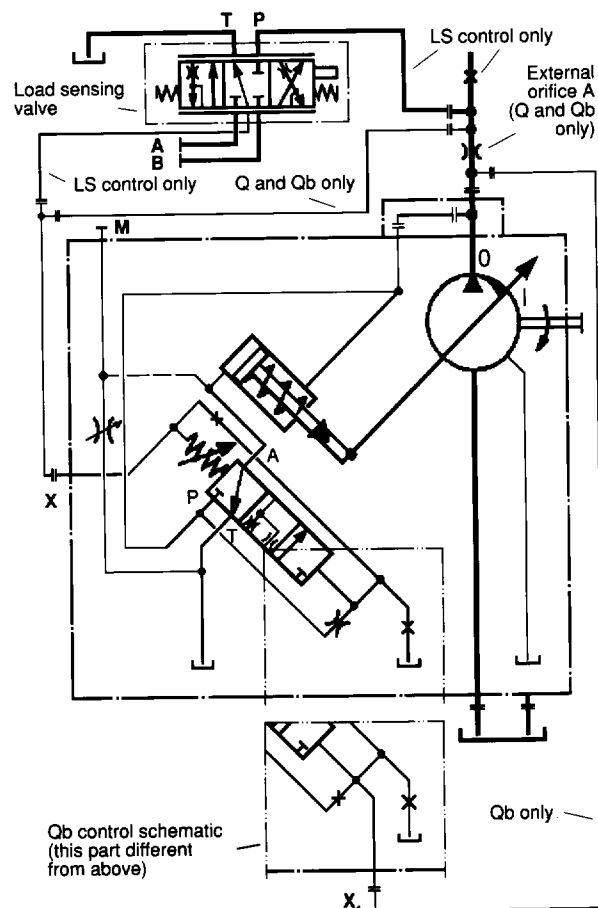 T P
LS control only
Load sensing
valve
External
orifice A
(Q and Qb
only)
A
B
LS control only
Q and Qb only
M
O
I
A
X
P
T
Qb control schematic
(this part different
from above)
Qb only
X.